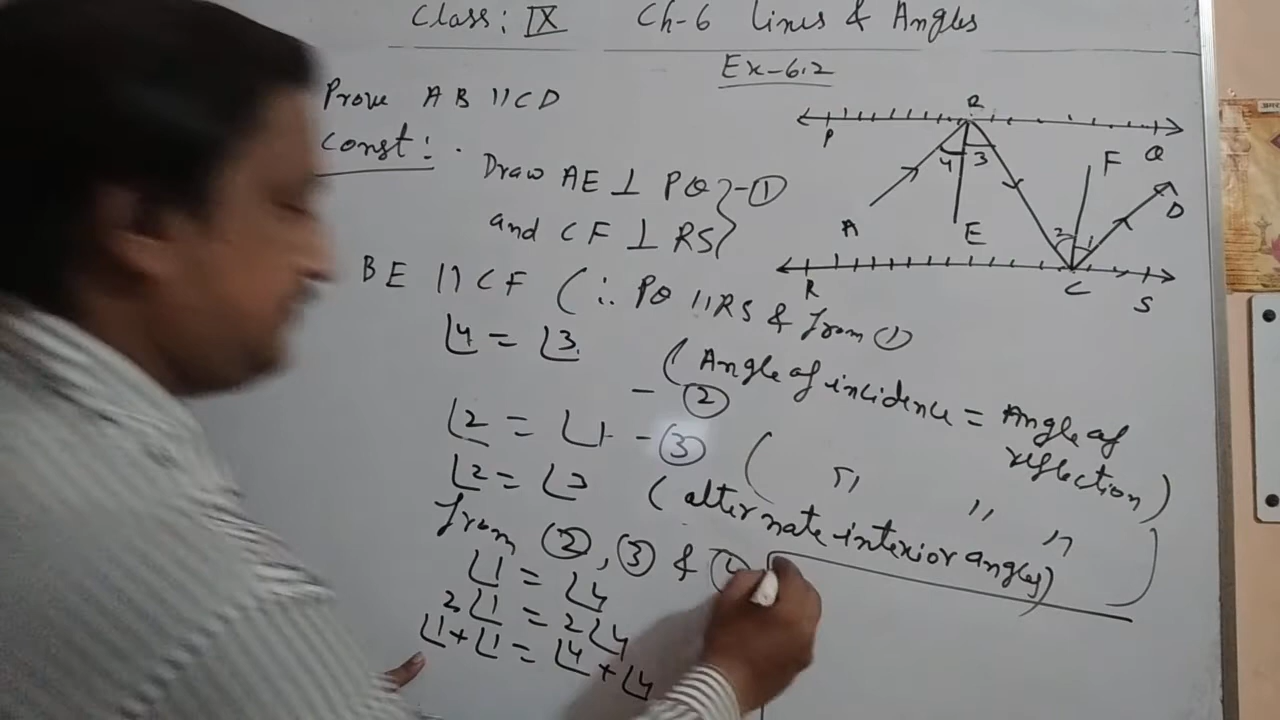 Class: IX Ch-6 Lines & Angles
Ex-6.2
Prove AB ॥ CD
Const:
Draw AE ⊥ PQ } - ①
and CF ⊥ RS
BE ॥ CF (∴ PQ ॥ RS & from ①
∠4 = ∠3 (Angle of incidence = Angle of reflection)
- ②
∠2 = ∠1 - ③ ( " " " )
∠2 = ∠3 (alternate interior angles)
from ②, ③ & ④
∠1 = ∠4
2∠1 = 2∠4
∠1+∠1 = ∠4+∠4
P Q
4 3
A E F D
2 1
R C S